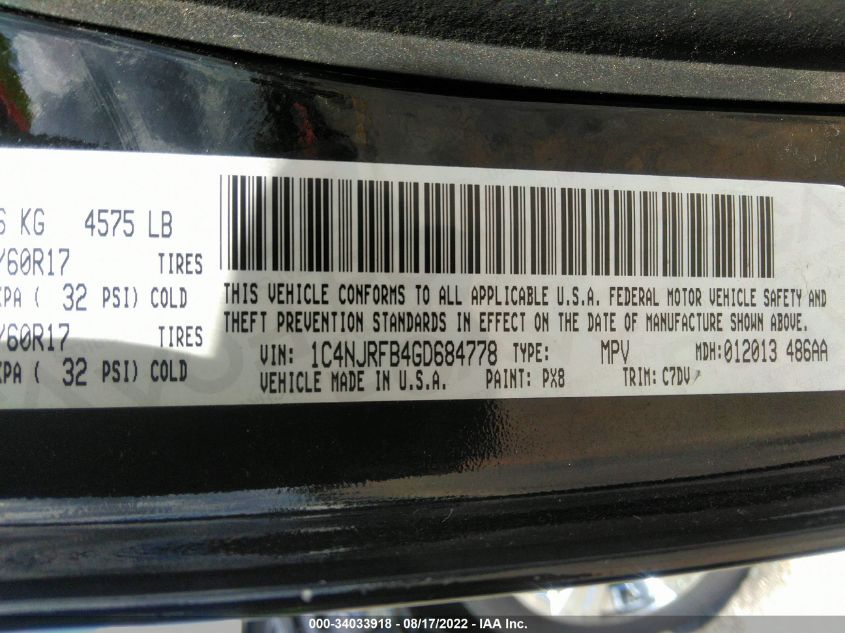 6 KG 4575 LB
/60R17 TIRES
KPA ( 32 PSI) COLD
/60R17 TIRES
KPA ( 32 PSI) COLD
THIS VEHICLE CONFORMS TO ALL APPLICABLE U.S.A. FEDERAL MOTOR VEHICLE SAFETY AND
THEFT PREVENTION STANDARDS IN EFFECT ON THE DATE OF MANUFACTURE SHOWN ABOVE.
VIN: 1C4NJRFB4GD684778 TYPE: MPV MDH:012013 486AA
VEHICLE MADE IN U.S.A. PAINT: PX8 TRIM: C7DV
000-34033918 - 08/17/2022 - IAA Inc.